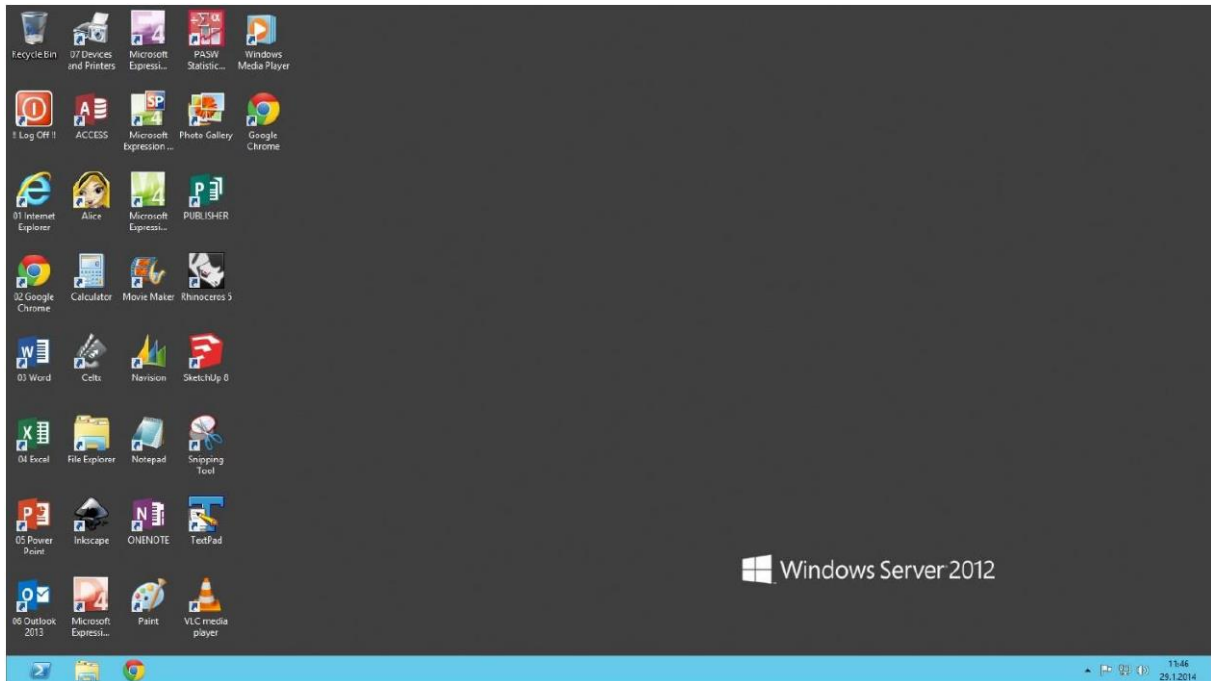 Recycle Bin
07 Devices
and Printers
Microsoft
Expressi...
PASW
Statistic...
Windows
Media Player
!! Log Off !!
ACCESS
Microsoft
Expression ...
Photo Gallery
Google
Chrome
01 Internet
Explorer
Alice
Microsoft
Expressi...
PUBLISHER
02 Google
Chrome
Calculator
Movie Maker
Rhinoceros 5
03 Word
Celtx
Navision
SketchUp 8
04 Excel
File Explorer
Notepad
Snipping
Tool
05 Power
Point
Inkscape
ONENOTE
TextPad
06 Outlook
2013
Microsoft
Expressi...
Paint
VLC media
player
Windows Server 2012
11:46
29.1.2014